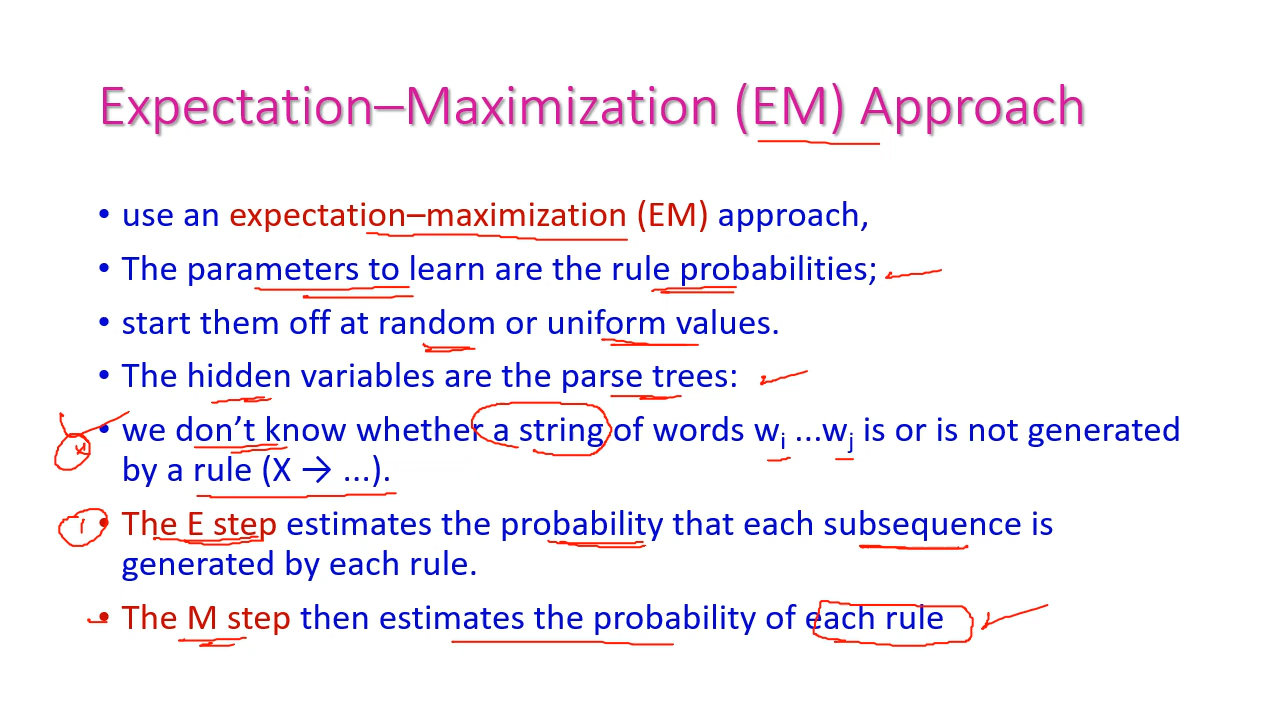 Expectation–Maximization (EM) Approach
• use an expectation–maximization (EM) approach,
• The parameters to learn are the rule probabilities;
• start them off at random or uniform values.
• The hidden variables are the parse trees:
• we don’t know whether a string of words wi ...wj is or is not generated
by a rule (X → ...).
• The E step estimates the probability that each subsequence is
generated by each rule.
• The M step then estimates the probability of each rule